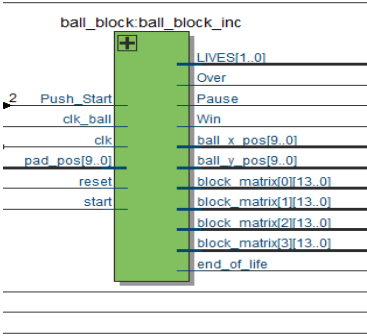 ball_block:ball_block_inc
LIVES[1..0]
Over
2 Push_Start Pause
clk_ball Win
clk ball_x_pos[9..0]
pad_pos[9..0] ball_y_pos[9..0]
reset block_matrix[0][13..0]
start block_matrix[1][13..0]
block_matrix[2][13..0]
block_matrix[3][13..0]
end_of_life